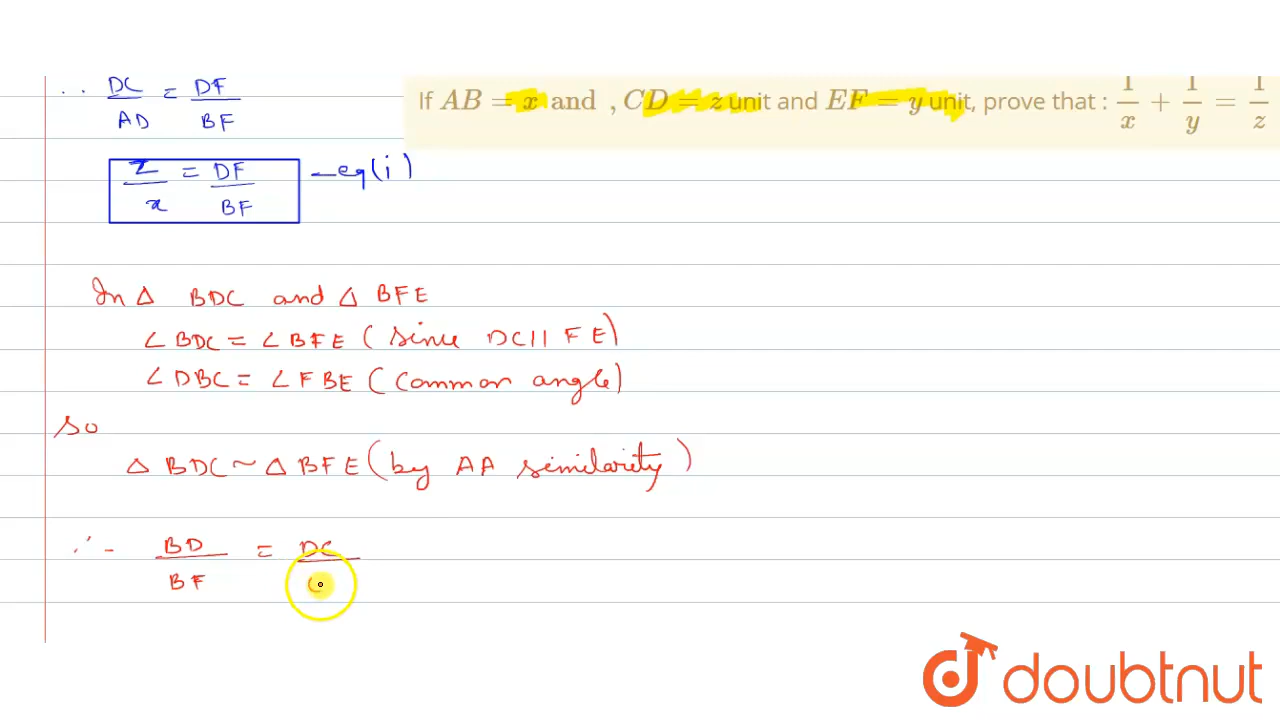 ∴ DC/AD = DF/BF
If AB = x and , CD = z unit and EF = y unit, prove that : 1/x + 1/y = 1/z
z/x = DF/BF — eq(i)
In △ BDC and △ BFE
∠BDC = ∠BFE (since DC || FE)
∠DBC = ∠FBE (common angle)
so
△ BDC ~ △ BFE (by AA similarity)
∴ BD/BF = DC/
doubtnut